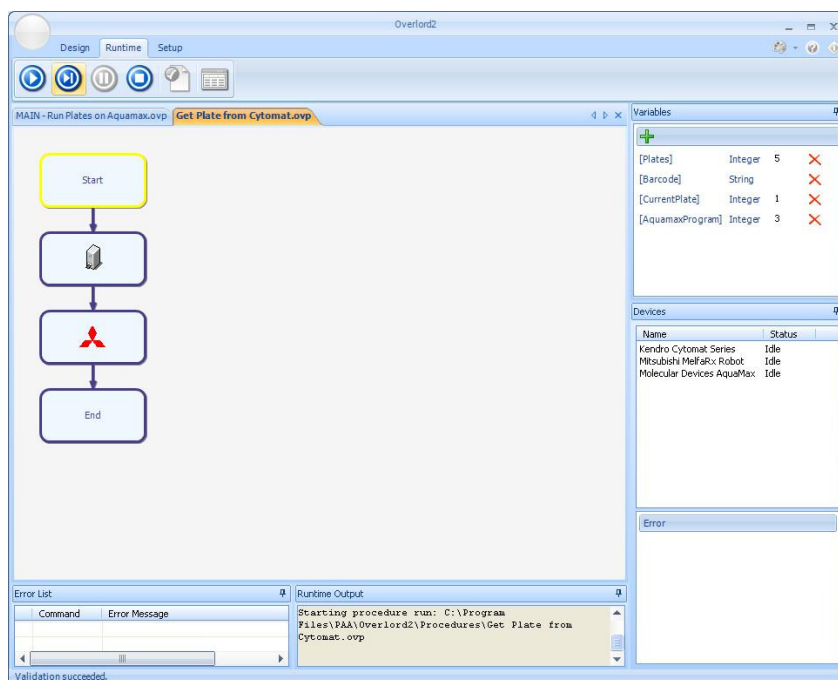 Overlord2
Design Runtime Setup
MAIN - Run Plates on Aquamax.ovp Get Plate from Cytomat.ovp
Start
End
Variables
[Plates] Integer 5
[Barcode] String
[CurrentPlate] Integer 1
[AquamaxProgram] Integer 3
Devices
Name Status
Kendro Cytomat Series Idle
Mitsubishi MelfaRx Robot Idle
Molecular Devices AquaMax Idle
Error
Error List
Command Error Message
Runtime Output
Starting procedure run: C:\Program
Files\PAA\Overlord2\Procedures\Get Plate from
Cytomat.ovp
Validation succeeded.